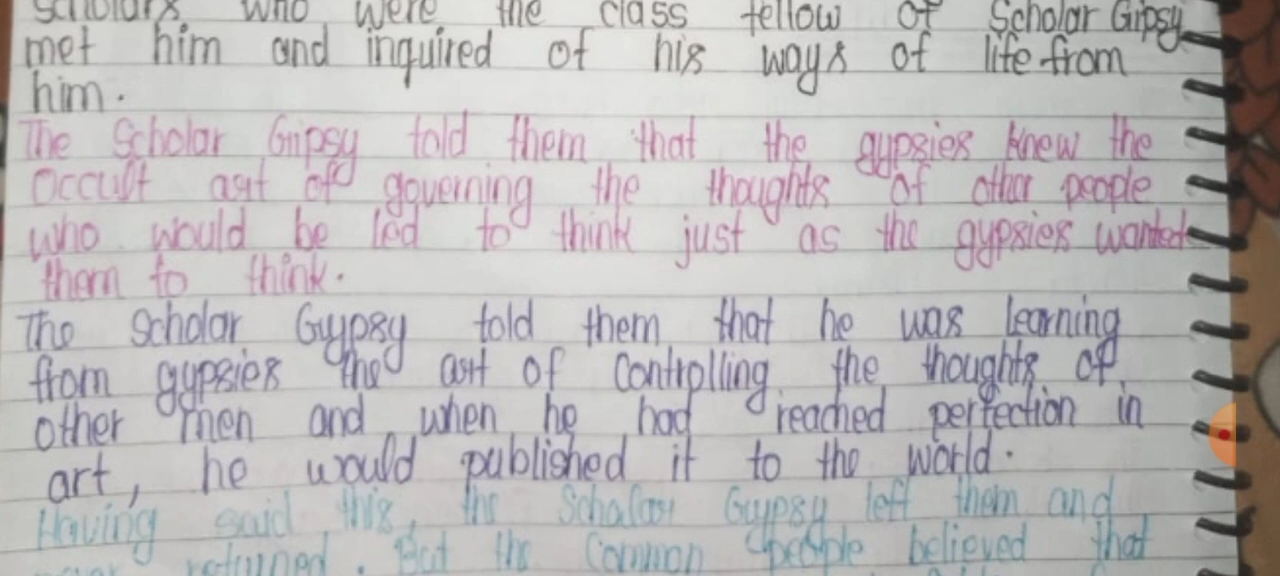 scholars who were the class fellow of Scholar Gipsy
met him and inquired of his ways of life from
him.
The Scholar Gipsy told them that the gypsies knew the
occult art of governing the thoughts of other people
who would be led to think just as the gypsies wanted
them to think.
The Scholar Gypsy told them that he was learning
from gypsies the art of Controlling the thoughts of
other men and when he had reached perfection in
art, he would published it to the world.
Having said this, the Scholar Gypsy left them and
never returned. But the Common people believed that